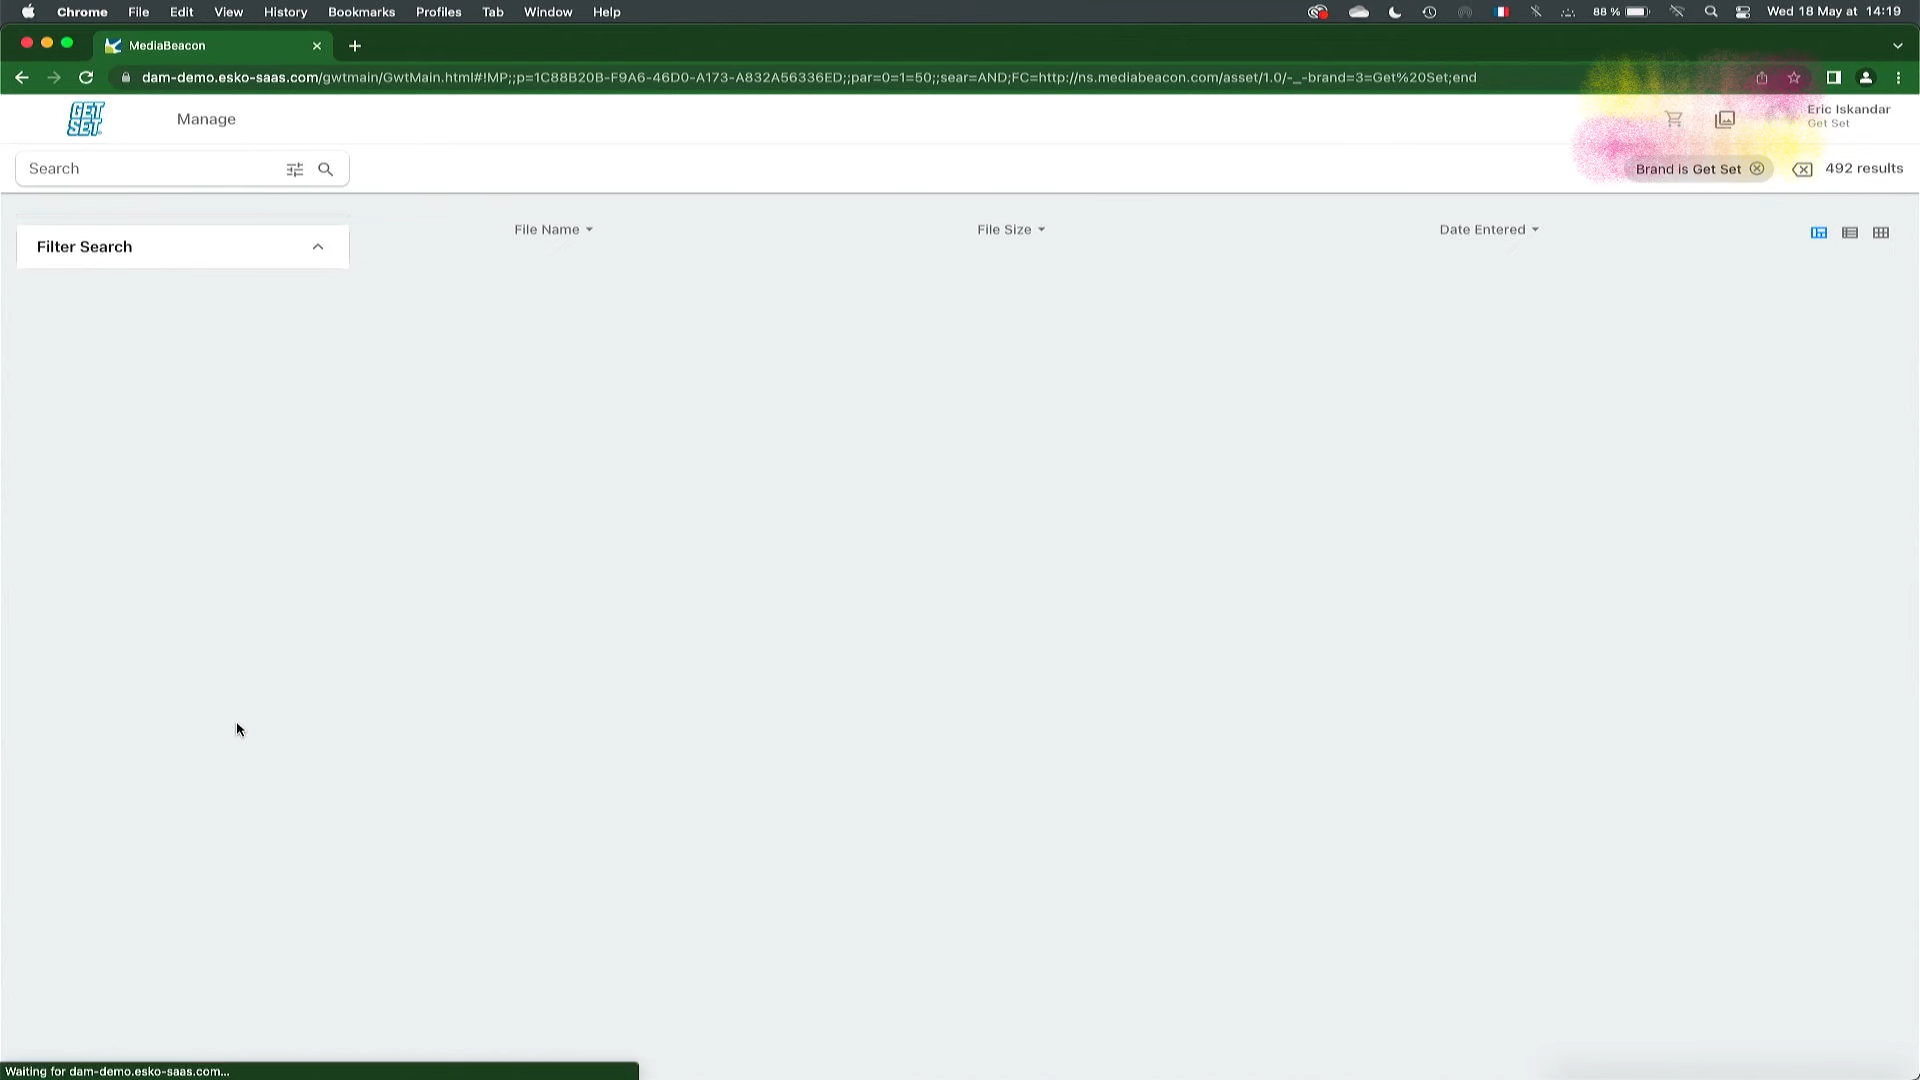 Chrome File Edit View History Bookmarks Profiles Tab Window Help 88 % Wed 18 May at 14:19
MediaBeacon
dam-demo.esko-saas.com/gwtmain/GwtMain.html#!MP;;p=1C88B20B-F9A6-46D0-A173-A832A56336ED;;par=0=1=50;;sear=AND;FC=http://ns.mediabeacon.com/asset/1.0/-_-brand=3=Get%20Set;end
GET
SET
Manage
Eric Iskandar
Get Set
Search
Brand is Get Set
492 results
Filter Search
File Name
File Size
Date Entered
Waiting for dam-demo.esko-saas.com...